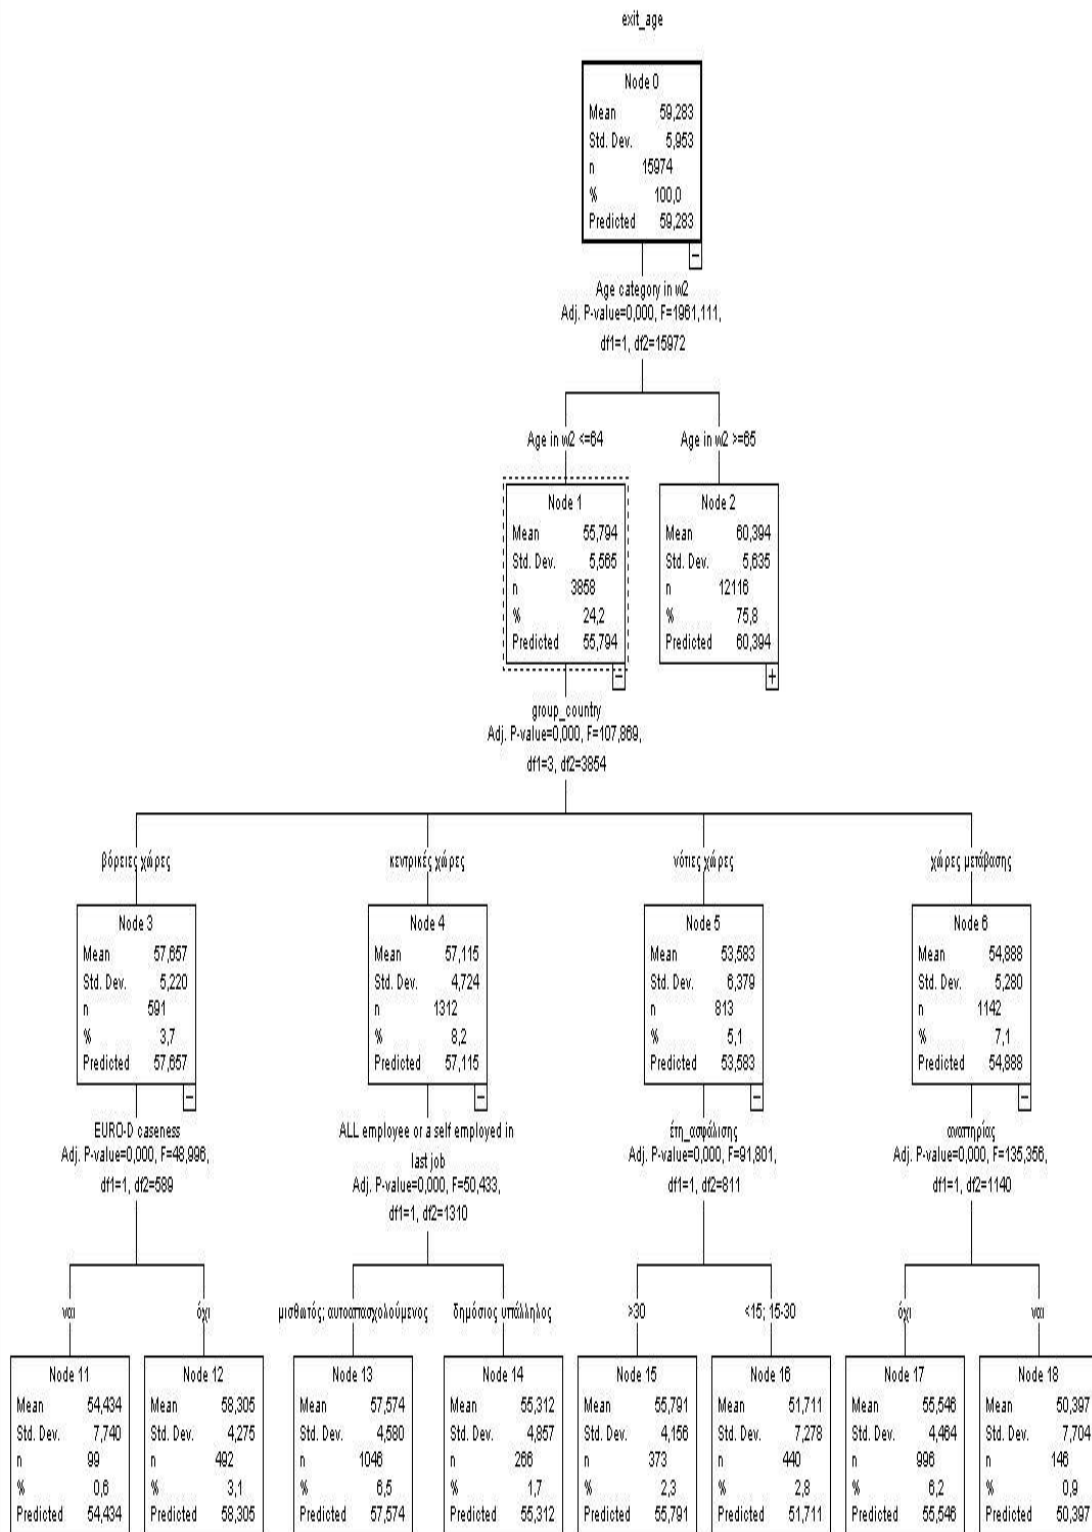 exit_age
Node 0
Mean 59,283
Std. Dev. 5,953
n 15974
% 100,0
Predicted 59,283
Age category in w2
Adj. P-value=0,000, F=1961,111,
df1=1, df2=15972
Age in w2 <=64
Age in w2 >=65
Node 1
Mean 55,794
Std. Dev. 5,565
n 3858
% 24,2
Predicted 55,794
Node 2
Mean 60,394
Std. Dev. 5,635
n 12116
% 75,8
Predicted 60,394
group_country
Adj. P-value=0,000, F=107,869,
df1=3, df2=3854
βόρειες χώρες
κεντρικές χώρες
νότιες χώρες
χώρες μετάβασης
Node 3
Mean 57,657
Std. Dev. 5,220
n 591
% 3,7
Predicted 57,657
Node 4
Mean 57,115
Std. Dev. 4,724
n 1312
% 8,2
Predicted 57,115
Node 5
Mean 53,583
Std. Dev. 6,379
n 813
% 5,1
Predicted 53,583
Node 6
Mean 54,888
Std. Dev. 5,280
n 1142
% 7,1
Predicted 54,888
EURO-D caseness
Adj. P-value=0,000, F=48,996,
df1=1, df2=589
ALL employee or a self employed in
last job
Adj. P-value=0,000, F=50,433,
df1=1, df2=1310
έτη_ασφάλισης
Adj. P-value=0,000, F=91,801,
df1=1, df2=811
αναπηρίας
Adj. P-value=0,000, F=135,356,
df1=1, df2=1140
ναι
όχι
μισθωτός; αυτοαπασχολούμενος
δημόσιος υπάλληλος
>30
<15; 15-30
όχι
ναι
Node 11
Mean 54,434
Std. Dev. 7,740
n 99
% 0,6
Predicted 54,434
Node 12
Mean 58,305
Std. Dev. 4,275
n 492
% 3,1
Predicted 58,305
Node 13
Mean 57,574
Std. Dev. 4,580
n 1046
% 6,5
Predicted 57,574
Node 14
Mean 55,312
Std. Dev. 4,857
n 266
% 1,7
Predicted 55,312
Node 15
Mean 55,791
Std. Dev. 4,156
n 373
% 2,3
Predicted 55,791
Node 16
Mean 51,711
Std. Dev. 7,278
n 440
% 2,8
Predicted 51,711
Node 17
Mean 55,546
Std. Dev. 4,464
n 996
% 6,2
Predicted 55,546
Node 18
Mean 50,397
Std. Dev. 7,704
n 146
% 0,9
Predicted 50,397